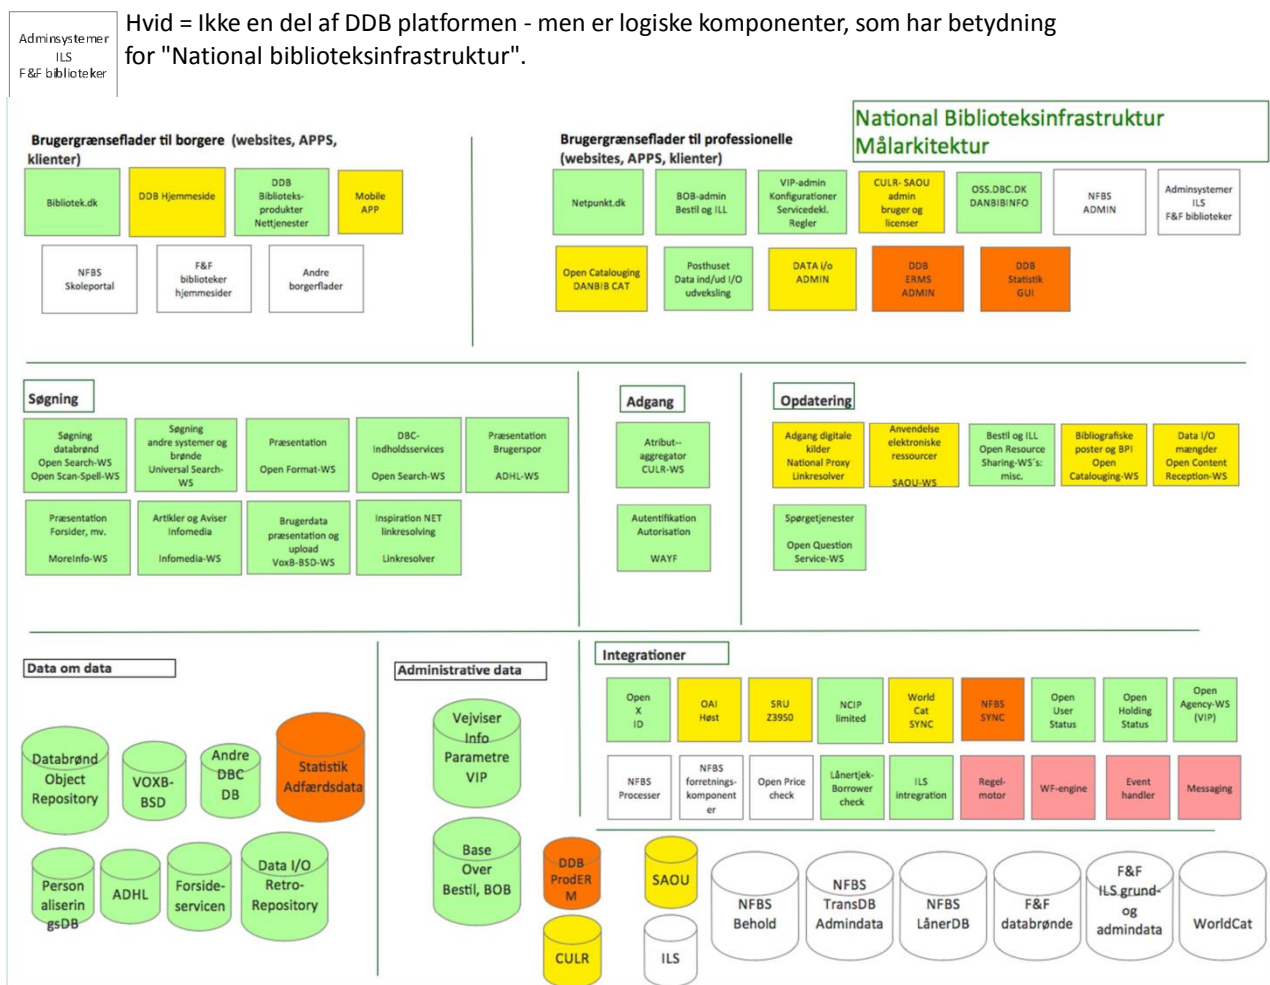 Adminsystemer
ILS
F&F biblioteker
Hvid = Ikke en del af DDB platformen - men er logiske komponenter, som har betydning
for "National biblioteksinfrastruktur".
National Biblioteksinfrastruktur
Målarkitektur
Brugergrænseflader til borgere (websites, APPS,
klienter)
Bibliotek.dk
DDB Hjemmeside
DDB
Biblioteks-
produkter
Nettjenester
Mobile
APP
NFBS
Skoleportal
F&F
biblioteker
hjemmesider
Andre
borgerflader
Brugergrænseflader til professionelle
(websites, APPS, klienter)
Netpunkt.dk
BOB-admin
Bestil og ILL
VIP-admin
Konfigurationer
Servicedekl.
Regler
CULR- SAOU
admin
bruger og
licenser
OSS.DBC.DK
DANBIBINFO
NFBS
ADMIN
Adminsystemer
ILS
F&F biblioteker
Open Catalouging
DANBIB CAT
Posthuset
Data ind/ud I/O
udveksling
DATA i/o
ADMIN
DDB
ERMS
ADMIN
DDB
Statistik
GUI
Søgning
Søgning
databrønd
Open Search-WS
Open Scan-Spell-WS
Søgning
andre systemer og
brønde
Universal Search-
WS
Præsentation
Open Format-WS
DBC-
Indholdsservices
Open Search-WS
Præsentation
Brugerspor
ADHL-WS
Præsentation
Forsider, mv.
MoreInfo-WS
Artikler og Aviser
Infomedia
Infomedia-WS
Brugerdata
præsentation og
upload
VoxB-BSD-WS
Inspiration NET
linkresolving
Linkresolver
Adgang
Atribut--
aggregator
CULR-WS
Autentifikation
Autorisation
WAYF
Opdatering
Adgang digitale
kilder
National Proxy
Linkresolver
Anvendelse
elektroniske
ressourcer
SAOU-WS
Bestil og ILL
Open Resource
Sharing-WS´s:
misc.
Bibliografiske
poster og BPI
Open
Catalouging-WS
Data I/O
mængder
Open Content
Reception-WS
Spørgetjenester
Open Question
Service-WS
Data om data
Databrønd
Object
Repository
VOXB-
BSD
Andre
DBC
DB
Statistik
Adfærdsdata
Person
aliserin
gsDB
ADHL
Forside-
servicen
Data I/O
Retro-
Repository
Administrative data
Vejviser
Info
Parametre
VIP
Base
Over
Bestil, BOB
Integrationer
Open
X
ID
OAI
Høst
SRU
Z3950
NCIP
limited
World
Cat
SYNC
NFBS
SYNC
Open
User
Status
Open
Holding
Status
Open
Agency-WS
(VIP)
NFBS
Processer
NFBS
forretnings-
komponent
er
Open Price
check
Lånertjek-
Borrower
check
ILS
intregration
Regel-
motor
WF-engine
Event
handler
Messaging
DDB
ProdER
M
CULR
SAOU
ILS
NFBS
Behold
NFBS
TransDB
Admindata
NFBS
LånerDB
F&F
databrønde
F&F
ILS grund-
og
admindata
WorldCat